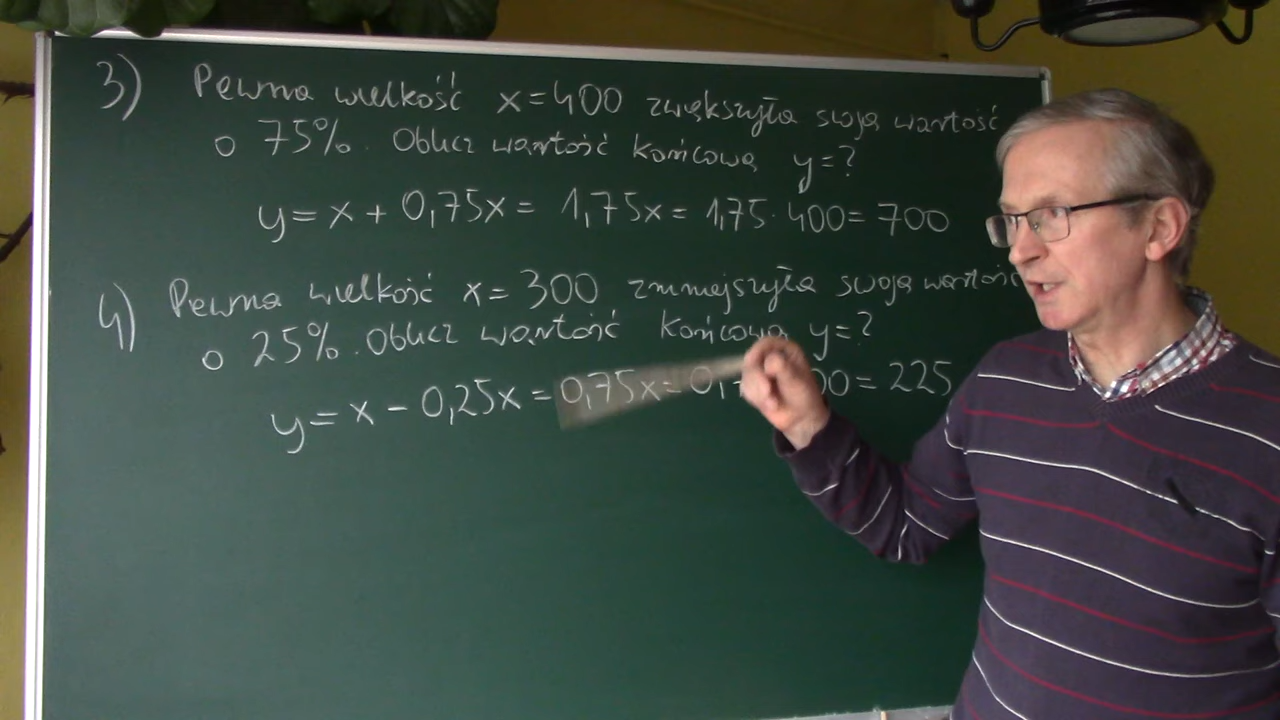 3) Pewna wielkość x=400 zwiększyła swoją wartość
o 75%. Oblicz wartość końcową y=?
y=x+0,75x=1,75x=1,75·400=700
4) Pewna wielkość x=300 zmniejszyła swoją wartość
o 25%. Oblicz wartość końcową y=?
y=x-0,25x=0,75x=0, 00=225